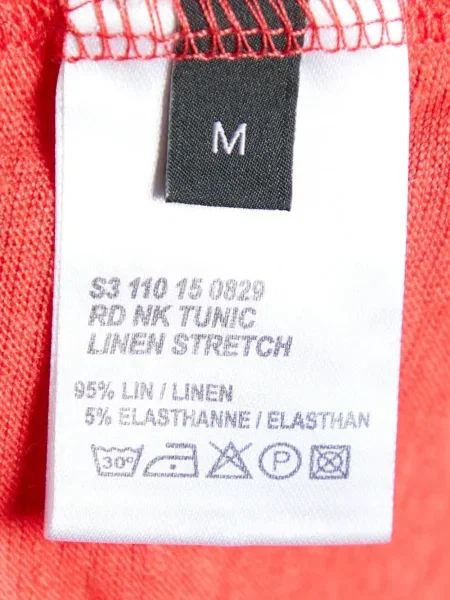 M
S3 110 15 0829
RD NK TUNIC
LINEN STRETCH
95% LIN / LINEN
5% ELASTHANNE / ELASTHAN
30°
P